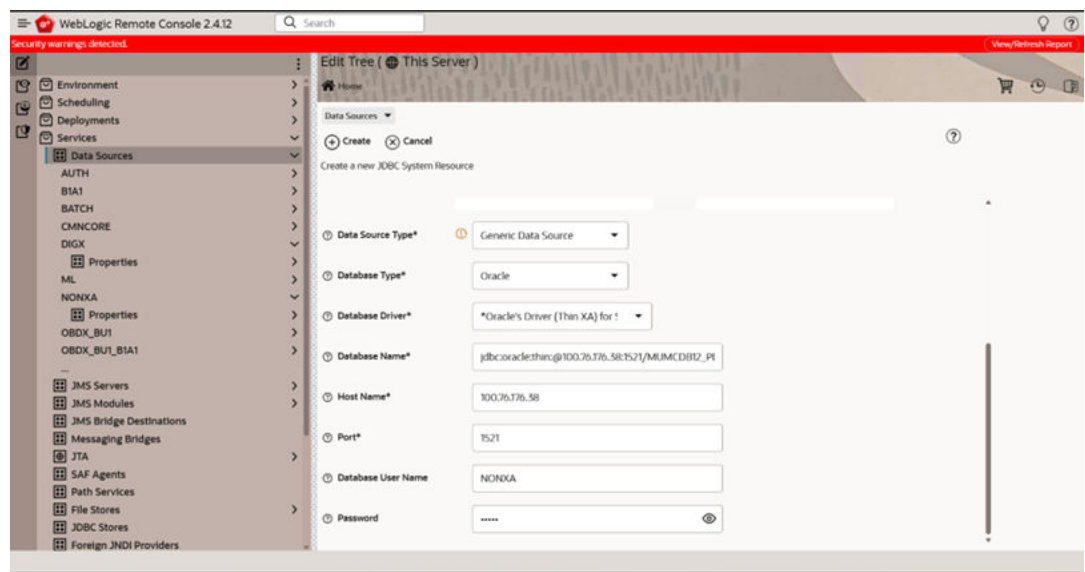 WebLogic Remote Console 2.4.12
Search
Security warnings detected.
View/Refresh Report
Edit Tree ( This Server )
Home
Environment
Scheduling
Deployments
Services
Data Sources
AUTH
B1A1
BATCH
CMNCORE
DIGX
Properties
ML
NONXA
Properties
OBDX_BU1
OBDX_BU1_B1A1
...
JMS Servers
JMS Modules
JMS Bridge Destinations
Messaging Bridges
JTA
SAF Agents
Path Services
File Stores
JDBC Stores
Foreign JNDI Providers
Data Sources
Create Cancel
Create a new JDBC System Resource
Data Source Type* Generic Data Source
Database Type* Oracle
Database Driver* *Oracle's Driver (Thin XA) for
Database Name* jdbc:oracle:thin:@100.76.176.38:1521/MUMCDB12_
Host Name* 100.76.176.38
Port* 1521
Database User Name NONXA
Password •••••